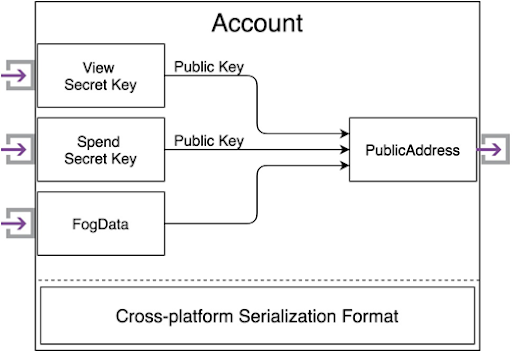 Account
View
Secret Key
Public Key
Spend
Secret Key
Public Key
PublicAddress
FogData
Cross-platform Serialization Format